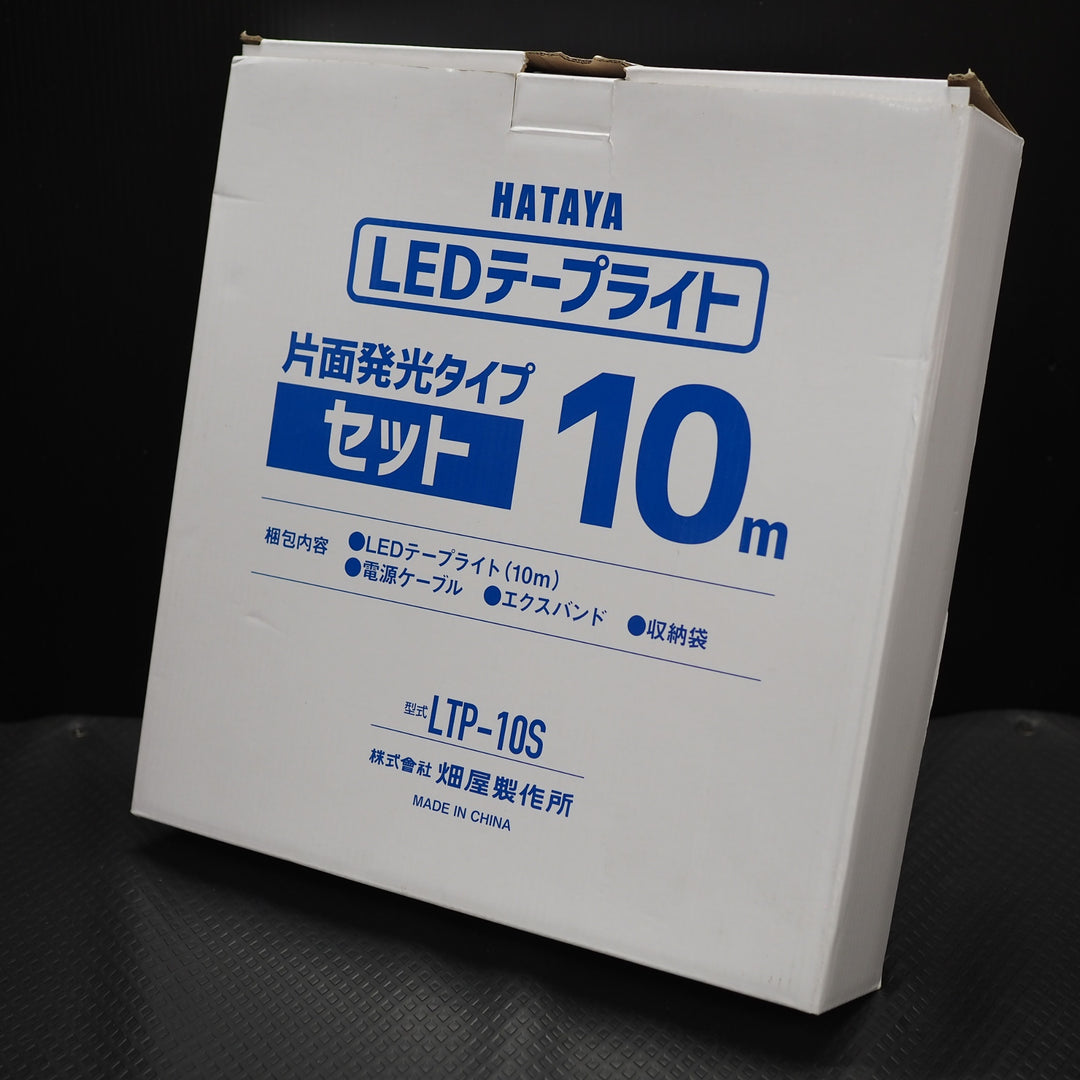 HATAYA
LEDテープライト
片面発光タイプ
セット
10m
梱包内容 ●LEDテープライト(10m)
●電源ケーブル ●エクスバンド ●収納袋
型式 LTP-10S
株式會社 畑屋製作所
MADE IN CHINA